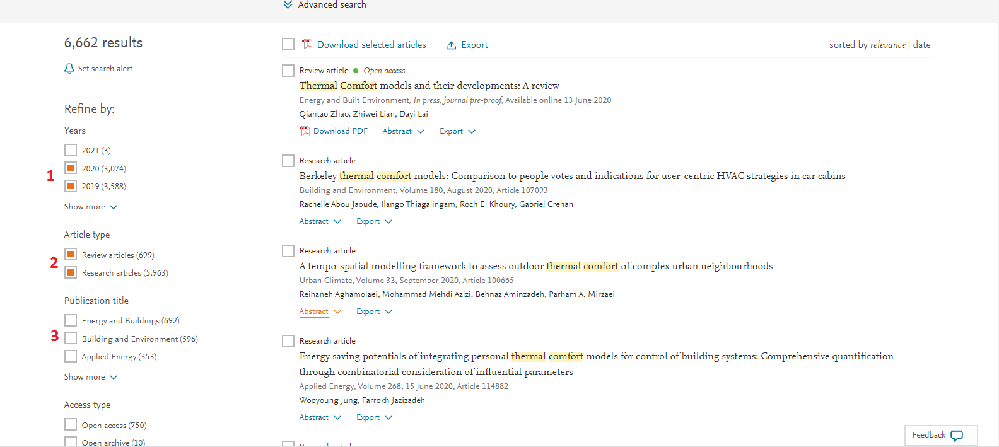 Advanced search
6,662 results
Set search alert
Refine by:
Years
2021 (3)
1
2020 (3,074)
2019 (3,588)
Show more
Article type
2
Review articles (699)
Research articles (5,963)
Publication title
3
Energy and Buildings (692)
Building and Environment (596)
Applied Energy (353)
Show more
Access type
Open access (750)
Open archive (10)
Download selected articles Export sorted by relevance | date
Review article Open access
Thermal Comfort models and their developments: A review
Energy and Built Environment, In press, journal pre-proof, Available online 13 June 2020
Qiantao Zhao, Zhiwei Lian, Dayi Lai
Download PDF Abstract Export
Research article
Berkeley thermal comfort models: Comparison to people votes and indications for user-centric HVAC strategies in car cabins
Building and Environment, Volume 180, August 2020, Article 107093
Rachelle Abou Jaoude, Ilango Thiagalingam, Roch El Khoury, Gabriel Crehan
Abstract Export
Research article
A tempo-spatial modelling framework to assess outdoor thermal comfort of complex urban neighbourhoods
Urban Climate, Volume 33, September 2020, Article 100665
Reihaneh Aghamolaei, Mohammad Mehdi Azizi, Behnaz Aminzadeh, Parham A. Mirzaei
Abstract Export
Research article
Energy saving potentials of integrating personal thermal comfort models for control of building systems: Comprehensive quantification
through combinatorial consideration of influential parameters
Applied Energy, Volume 268, 15 June 2020, Article 114882
Wooyoung Jung, Farrokh Jazizadeh
Abstract Export
Research article
Feedback